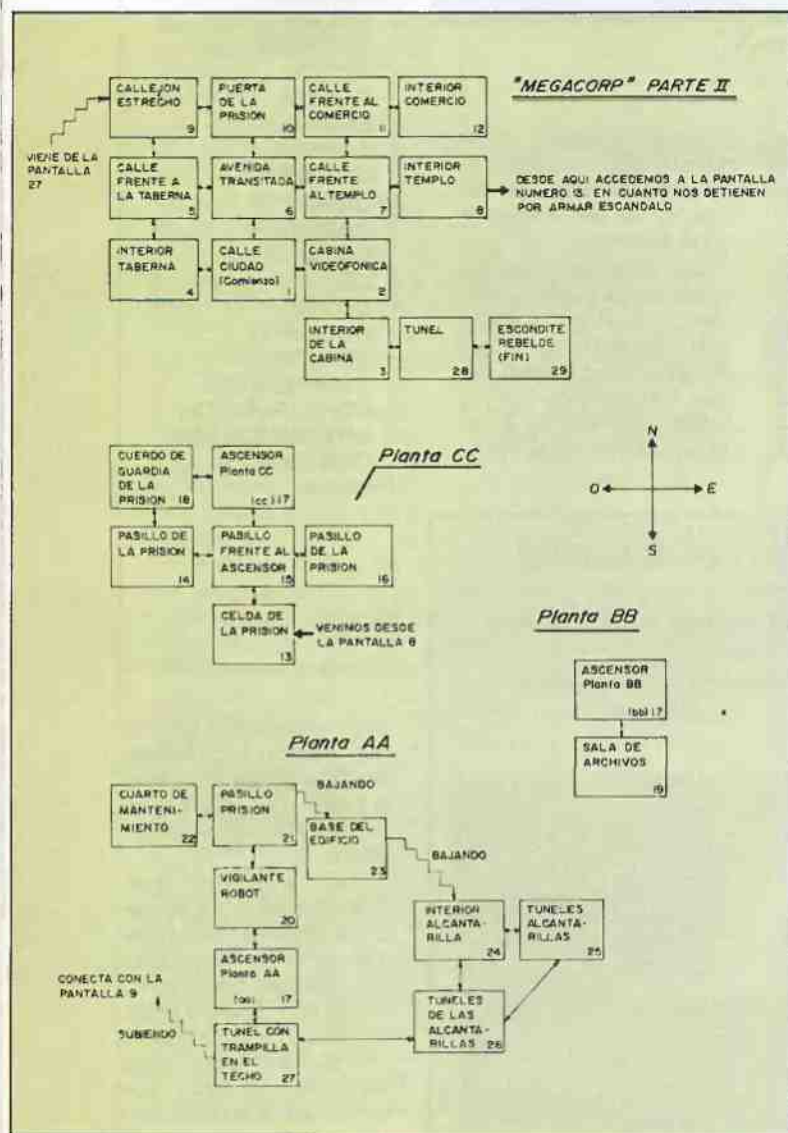 "MEGACORP" PARTE II
CALLEJON
ESTRECHO
9
PUERTA
DE LA
PRISION
10
CALLE
FRENTE AL
COMERCIO
11
INTERIOR
COMERCIO
12
VIENE DE LA
PANTALLA
27
CALLE
FRENTE A
LA TABERNA
5
AVENIDA
TRANSITADA
6
CALLE
FRENTE
AL TEMPLO
7
INTERIOR
TEMPLO
8
DESDE AQUI ACCEDEMOS A LA PANTALLA
NUMERO 13. EN CUANTO NOS DETIENEN
POR ARMAR ESCANDALO
INTERIOR
TABERNA
4
CALLE
CIUDAD
(Comienzo)
1
CABINA
VIDEOFONICA
2
INTERIOR
DE LA
CABINA
3
TUNEL
28
ESCONDITE
REBELDE
(FIN)
29
Planta CC
CUERDO DE
GUARDIA
DE LA
PRISION
18
ASCENSOR
Planta CC
(cc) 17
PASILLO DE
LA PRISION
14
PASILLO
FRENTE AL
ASCENSOR
15
PASILLO
DE LA
PRISION
16
CELDA DE
LA PRISION
13
VENIMOS DESDE
LA PANTALLA 8
N
O
E
S
Planta BB
ASCENSOR
Planta BB
(bb) 17
SALA DE
ARCHIVOS
19
Planta AA
CUARTO DE
MANTENI-
MIENTO
22
PASILLO
PRISION
21
BAJANDO
BASE DEL
EDIFICIO
23
BAJANDO
VIGILANTE
ROBOT
20
INTERIOR
ALCANTA-
RILLA
24
TUNELES
ALCANTA-
RILLAS
25
ASCENSOR
Planta AA
(aa) 17
CONECTA CON LA
PANTALLA 9
SUBIENDO
TUNEL CON
TRAMPILLA
EN EL
TECHO
27
TUNELES
DE LAS
ALCANTA-
RILLAS
26